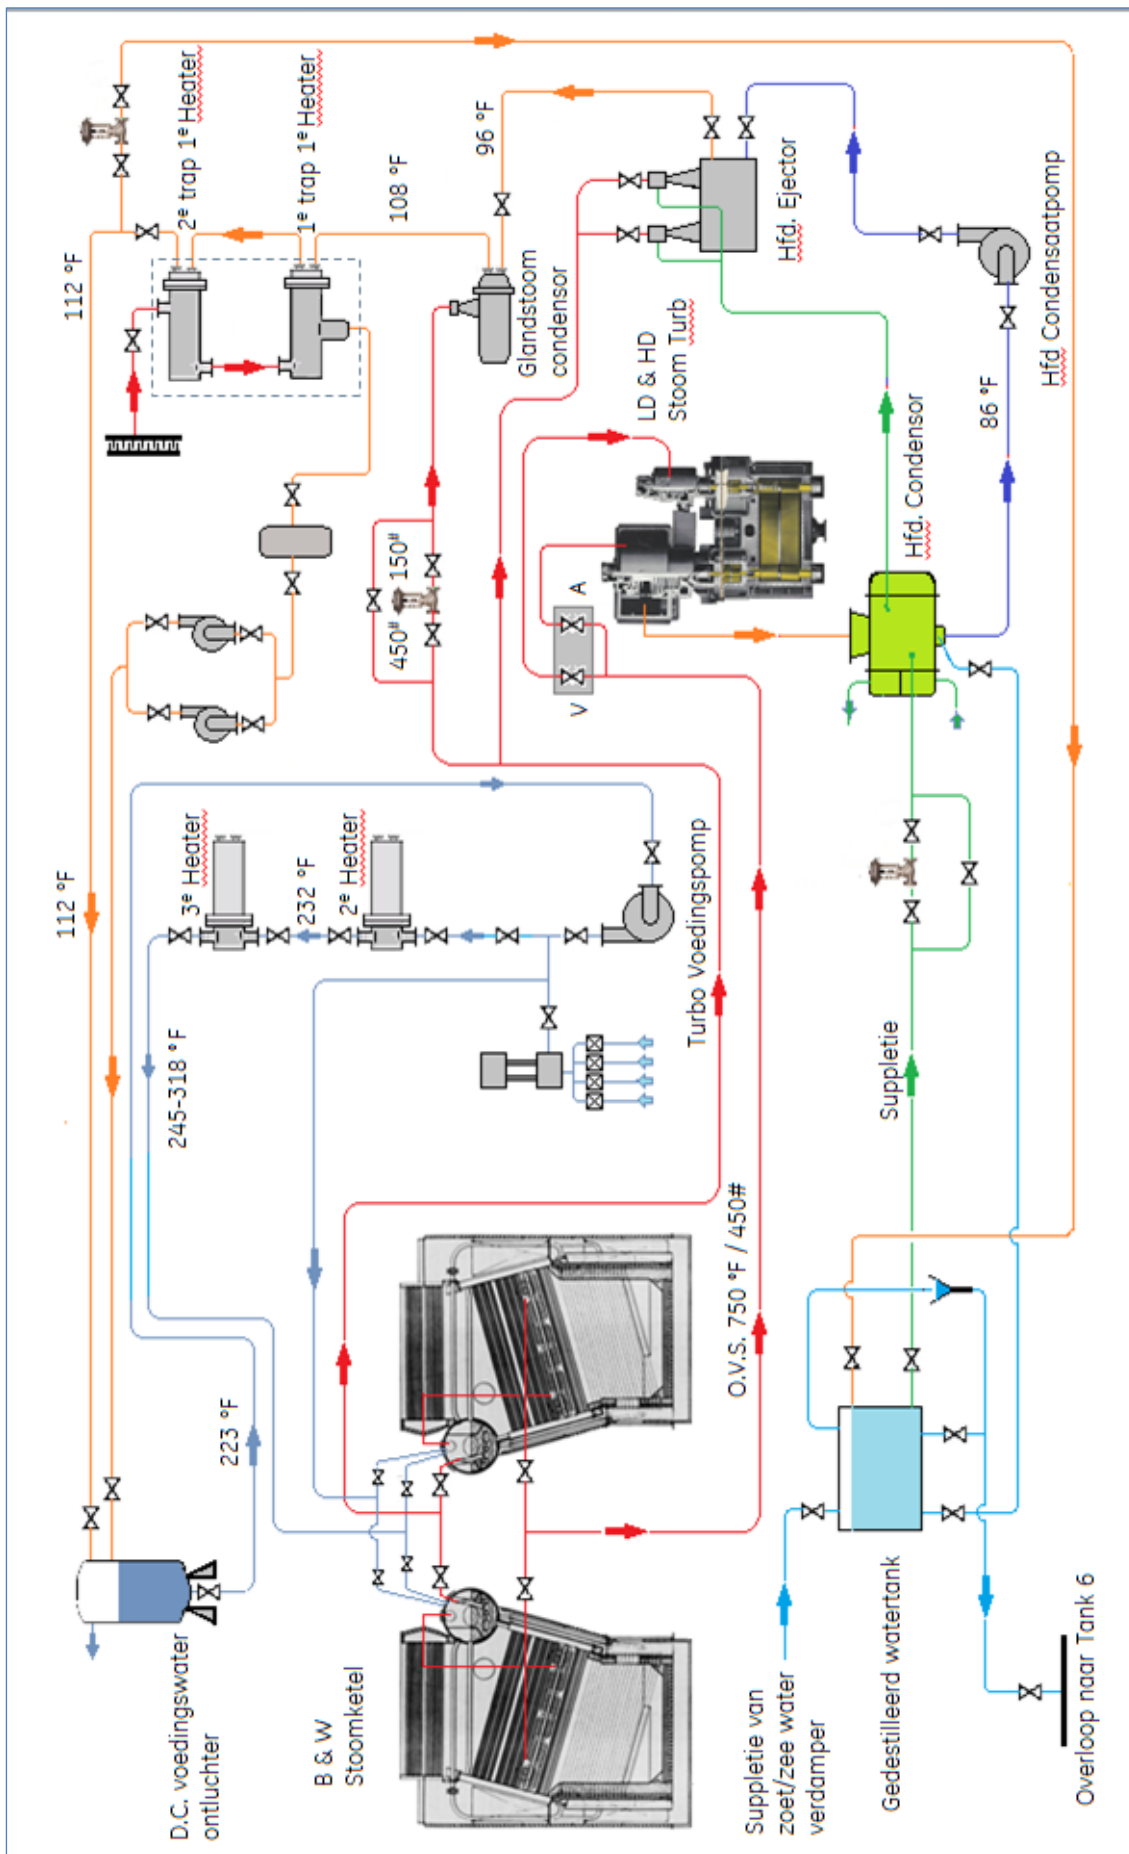 D.C. voedingswater
ontluchter
223 °F
112 °F
112 °F
245-318 °F
3e Heater
232 °F
2e Heater
2e trap 1e Heater
1e trap 1e Heater
108 °F
96 °F
Glandstoom
condensor
450#
150#
B & W
Stoomketel
Turbo Voedingspomp
O.V.S. 750 °F / 450#
V
A
LD & HD
Stoom Turb
Hfd. Ejector
Hfd. Condensor
86 °F
Hfd Condensaatpomp
Suppletie
Suppletie van
zoet/zee water
verdamper
Gedestilleerd watertank
Overloop naar Tank 6